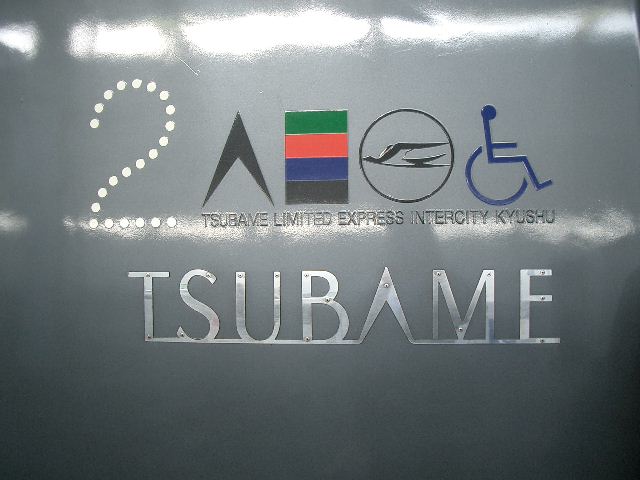 2
TSUBAME LIMITED EXPRESS INTERCITY KYUSHU
TSUBAME